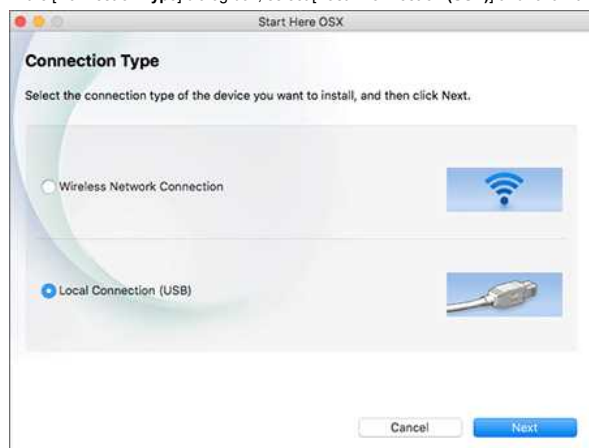 Start Here OSX
Connection Type
Select the connection type of the device you want to install, and then click Next.
Wireless Network Connection
Local Connection (USB)
Cancel
Next